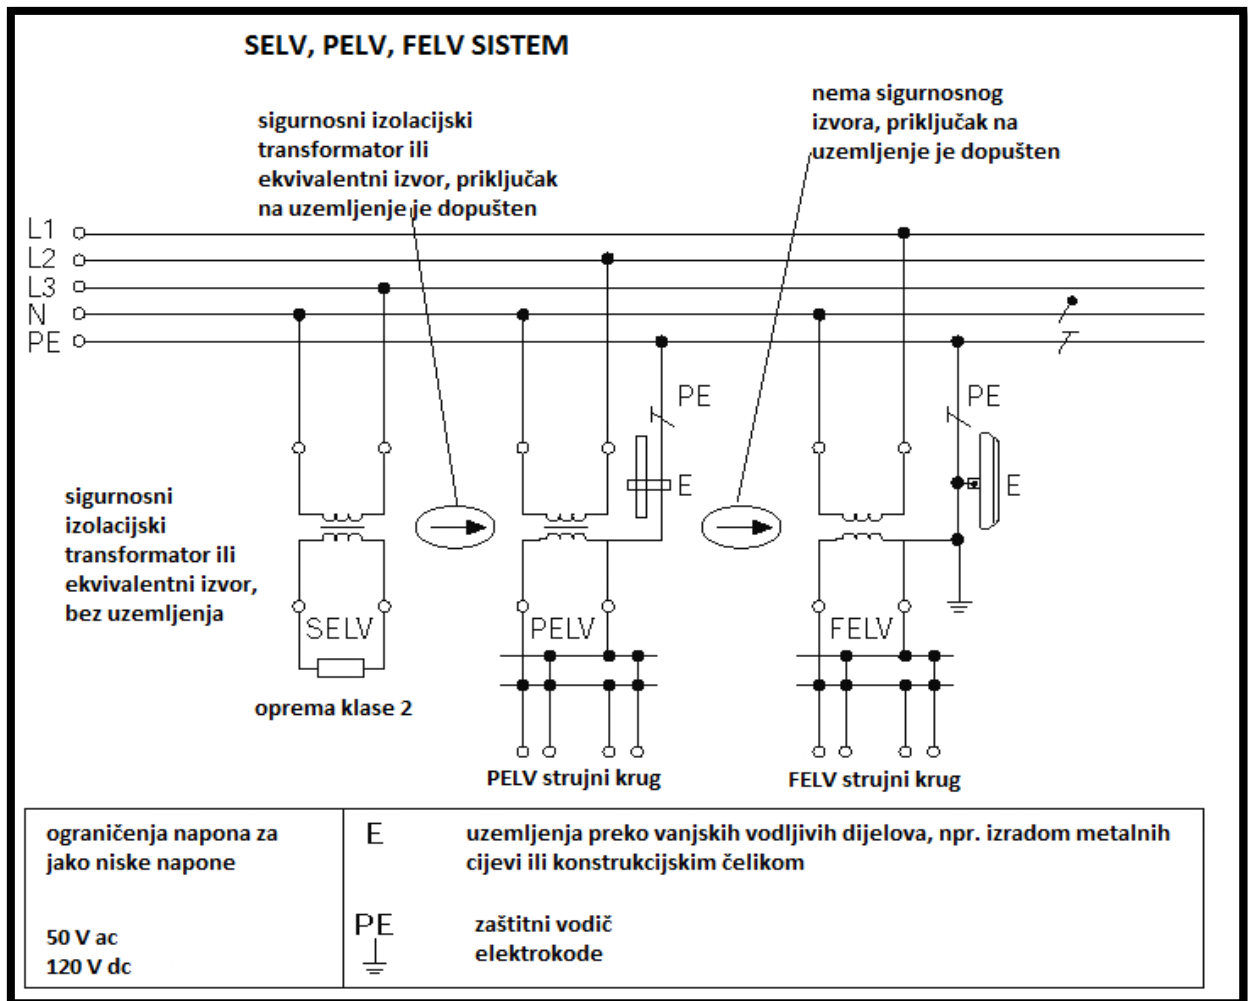 SELV, PELV, FELV SISTEM
sigurnosni izolacijski
transformator ili
ekvivalentni izvor, priključak
na uzemljenje je dopušten
nema sigurnosnog
izvora, priključak na
uzemljenje je dopušten
L1
L2
L3
N
PE
PE
PE
E
E
sigurnosni
izolacijski
transformator ili
ekvivalentni izvor,
bez uzemljenja
SELV
PELV
FELV
oprema klase 2
PELV strujni krug
FELV strujni krug
ograničenja napona za
jako niske napone
50 V ac
120 V dc
E
uzemljenja preko vanjskih vodljivih dijelova, npr. izradom metalnih
cijevi ili konstrukcijskim čelikom
PE
zaštitni vodič
elektrokode